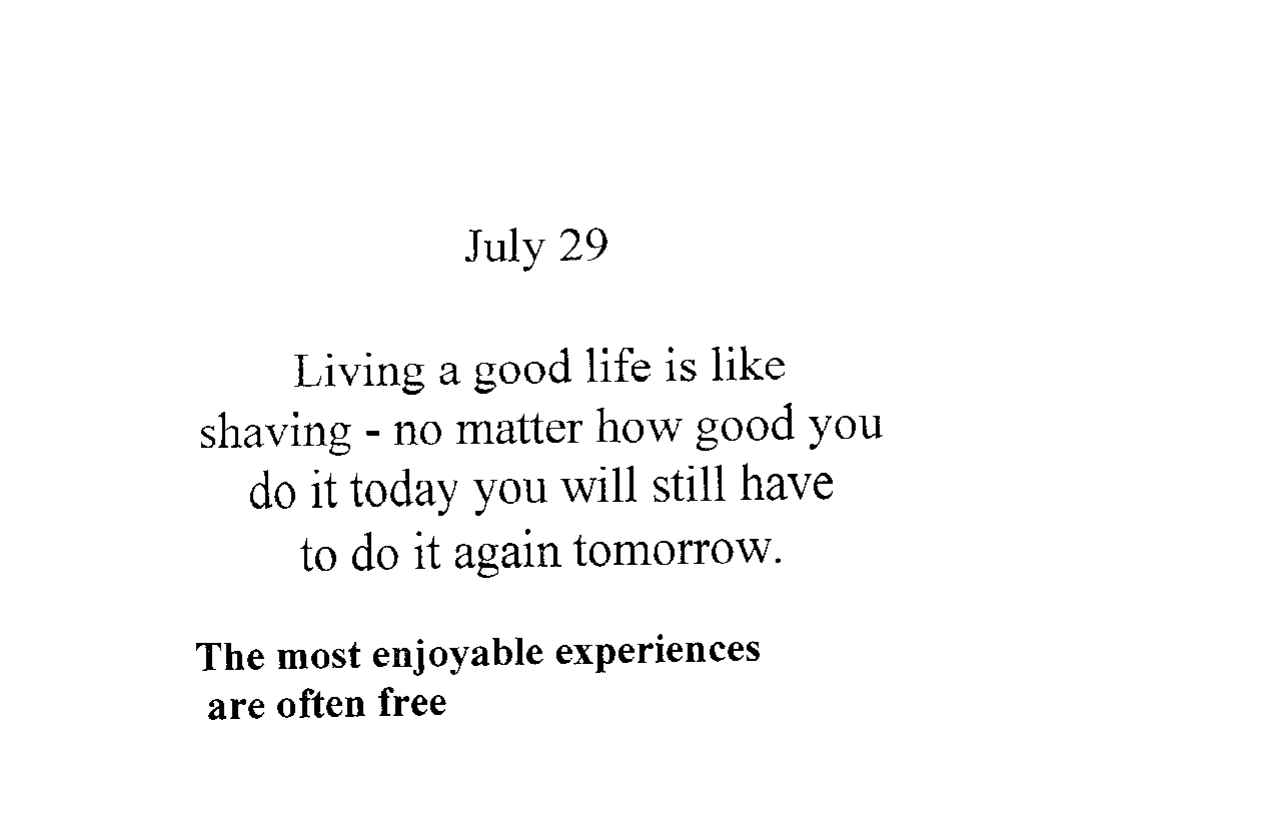 July 29
Living a good life is like
shaving - no matter how good you
do it today you will still have
to do it again tomorrow.
The most enjoyable experiences
are often free